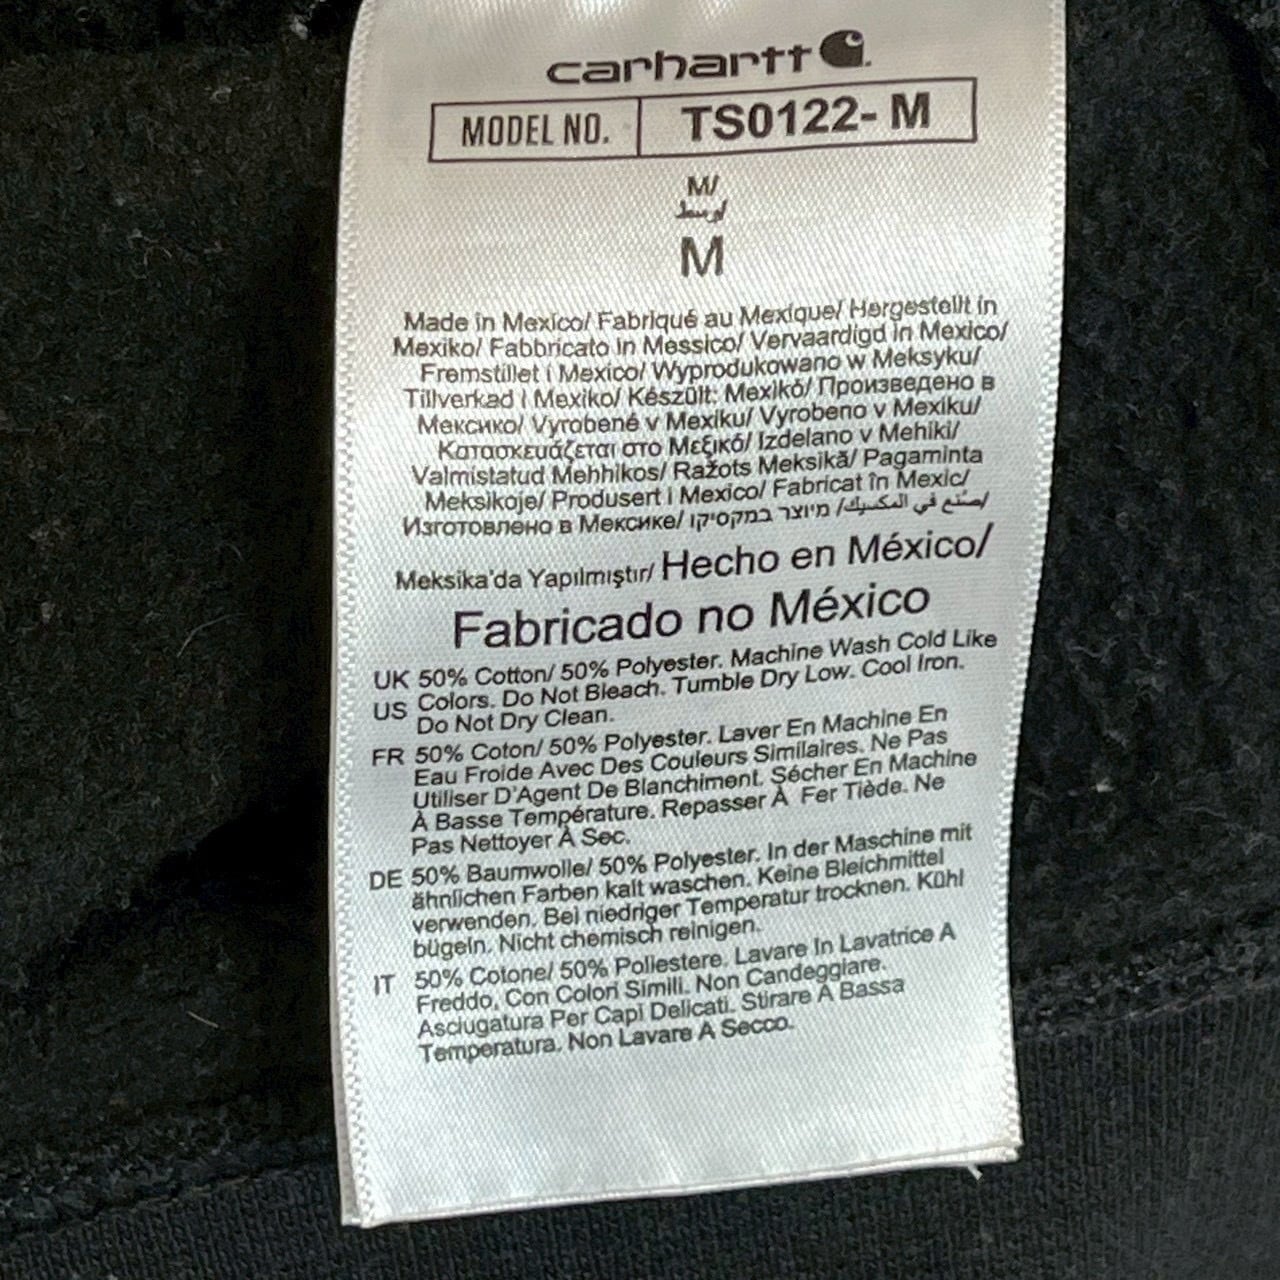 carhartt
MODEL NO. TS0122- M
M/
اوسط/
M
Made in Mexico/ Fabriqué au Mexique/ Hergestellt in
Mexiko/ Fabbricato in Messico/ Vervaardigd in Mexico/
Fremstillet i Mexico/ Wyprodukowano w Meksyku/
Tillverkad i Mexiko/ Készült: Mexikó/ Произведено в
Мексико/ Vyrobené v Mexiku/ Vyrobeno v Mexiku/
Κατασκευάζεται στο Μεξικό/ Izdelano v Mehiki/
Valmistatud Mehhikos/ Ražots Meksikā/ Pagaminta
Meksikoje/ Produsert i Mexico/ Fabricat în Mexic/
Изготовлено в Мексике/ מיוצר במקסיקו /صنع في المكسيك/
Meksika'da Yapılmıştır/ Hecho en México/
Fabricado no México
UK 50% Cotton/ 50% Polyester. Machine Wash Cold Like
US Colors. Do Not Bleach. Tumble Dry Low. Cool Iron.
Do Not Dry Clean.
FR 50% Coton/ 50% Polyester. Laver En Machine En
Eau Froide Avec Des Couleurs Similaires. Ne Pas
Utiliser D'Agent De Blanchiment. Sécher En Machine
À Basse Température. Repasser À Fer Tiède. Ne
Pas Nettoyer À Sec.
DE 50% Baumwolle/ 50% Polyester. In der Maschine mit
ähnlichen Farben kalt waschen. Keine Bleichmittel
verwenden. Bei niedriger Temperatur trocknen. Kühl
bügeln. Nicht chemisch reinigen.
IT 50% Cotone/ 50% Poliestere. Lavare In Lavatrice A
Freddo, Con Colori Simili. Non Candeggiare.
Asciugatura Per Capi Delicati. Stirare A Bassa
Temperatura. Non Lavare A Secco.